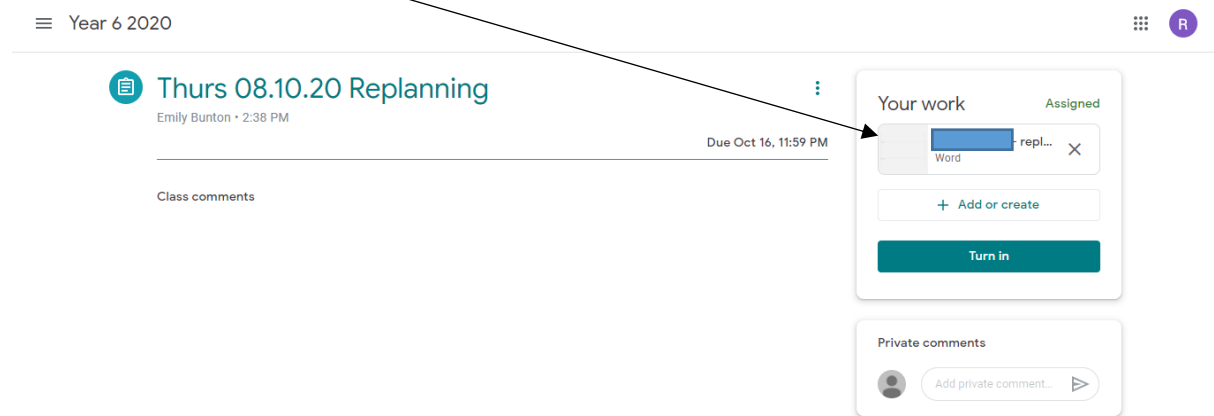 Year 6 2020
R
Thurs 08.10.20 Replanning
Emily Bunton • 2:38 PM
Due Oct 16, 11:59 PM
Class comments
Your work
Assigned
- repl...
Word
+ Add or create
Turn in
Private comments
Add private comment...